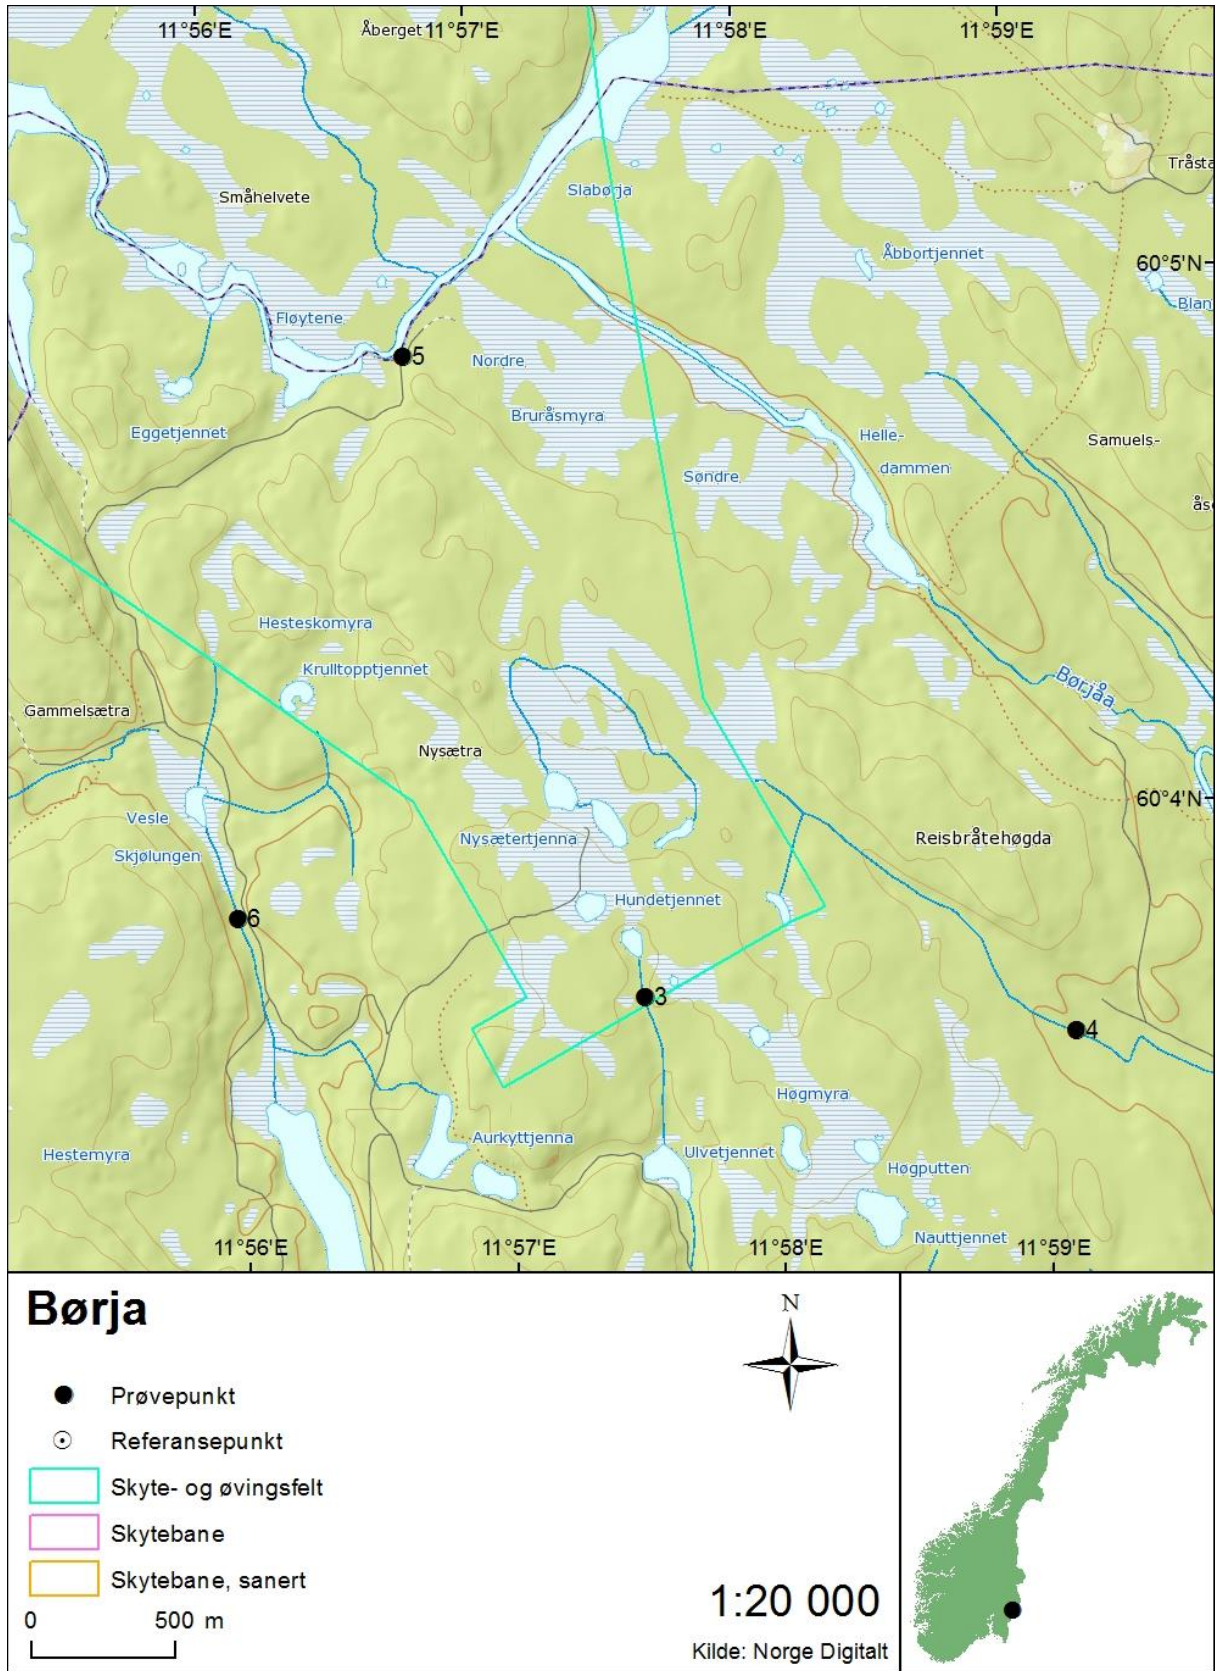 11°56'E
Åberget
11°57'E
11°58'E
11°59'E
Tråsta
Slabørja
Småhelvete
Åbbortjennet
60°5'N
Blan
Fløytene
5
Nordre
Bruråsmyra
Eggetjennet
Helle-
dammen
Samuels-
Søndre
ås
Hesteskomyra
Krulltopptjennet
Børjåa
Gammelsætra
Nysætra
60°4'N
Vesle
Skjølungen
Nysætertjenna
Reisbråtehøgda
Hundetjennet
6
3
4
Høgmyra
Aurkyttjenna
Ulvetjennet
Hestemyra
Høgputten
Nauttjennet
11°56'E
11°57'E
11°58'E
11°59'E
Børja
N
Prøvepunkt
Referansepunkt
Skyte- og øvingsfelt
Skytebane
Skytebane, sanert
0 500 m
1:20 000
Kilde: Norge Digitalt